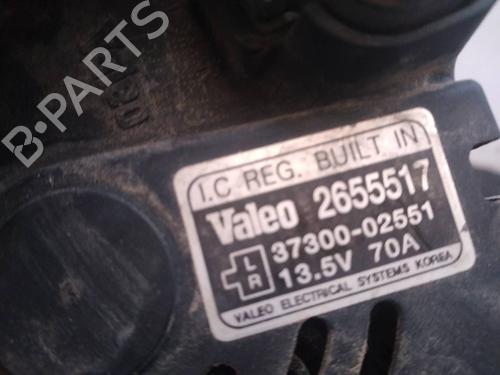 B-PARTS
I.C REG. BUILT IN
Valeo 2655517
37300-02551
L
R
13.5V 70A
VALEO ELECTRICAL SYSTEMS KOREA